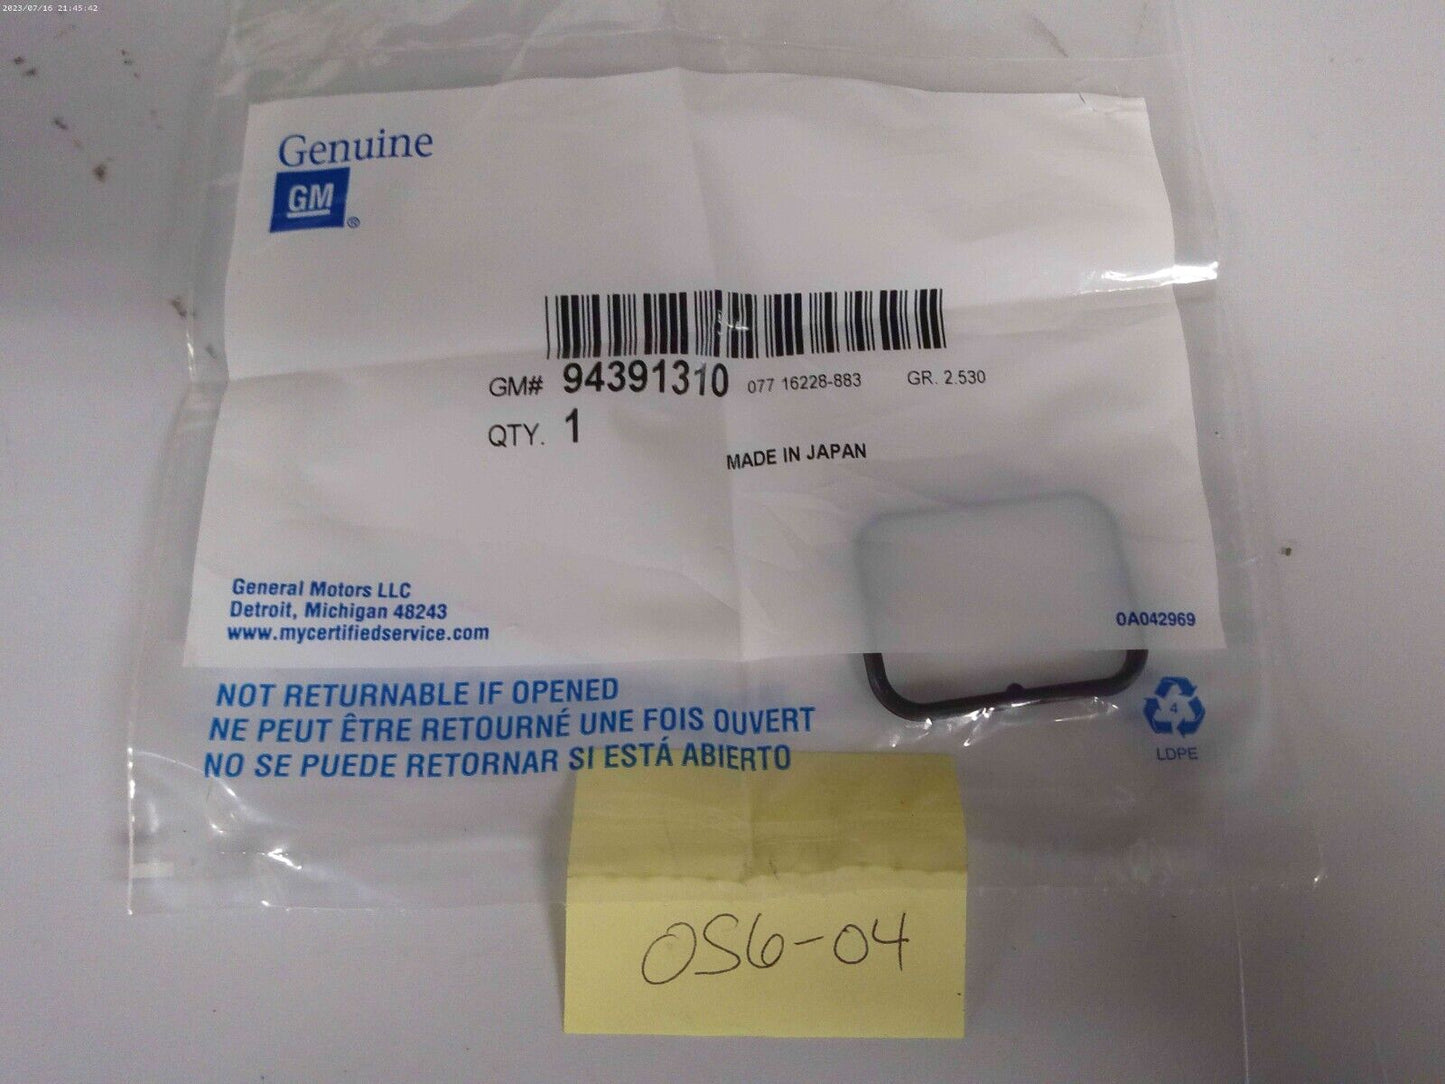 2023/07/16 21:45:42
Genuine
GM
®
GM# 94391310 077 16228-883 GR. 2.530
QTY. 1
MADE IN JAPAN
General Motors LLC
Detroit, Michigan 48243
www.mycertifiedservice.com
0A042969
NOT RETURNABLE IF OPENED
NE PEUT ÊTRE RETOURNÉ UNE FOIS OUVERT
NO SE PUEDE RETORNAR SI ESTÁ ABIERTO
4
LDPE
OS6-04